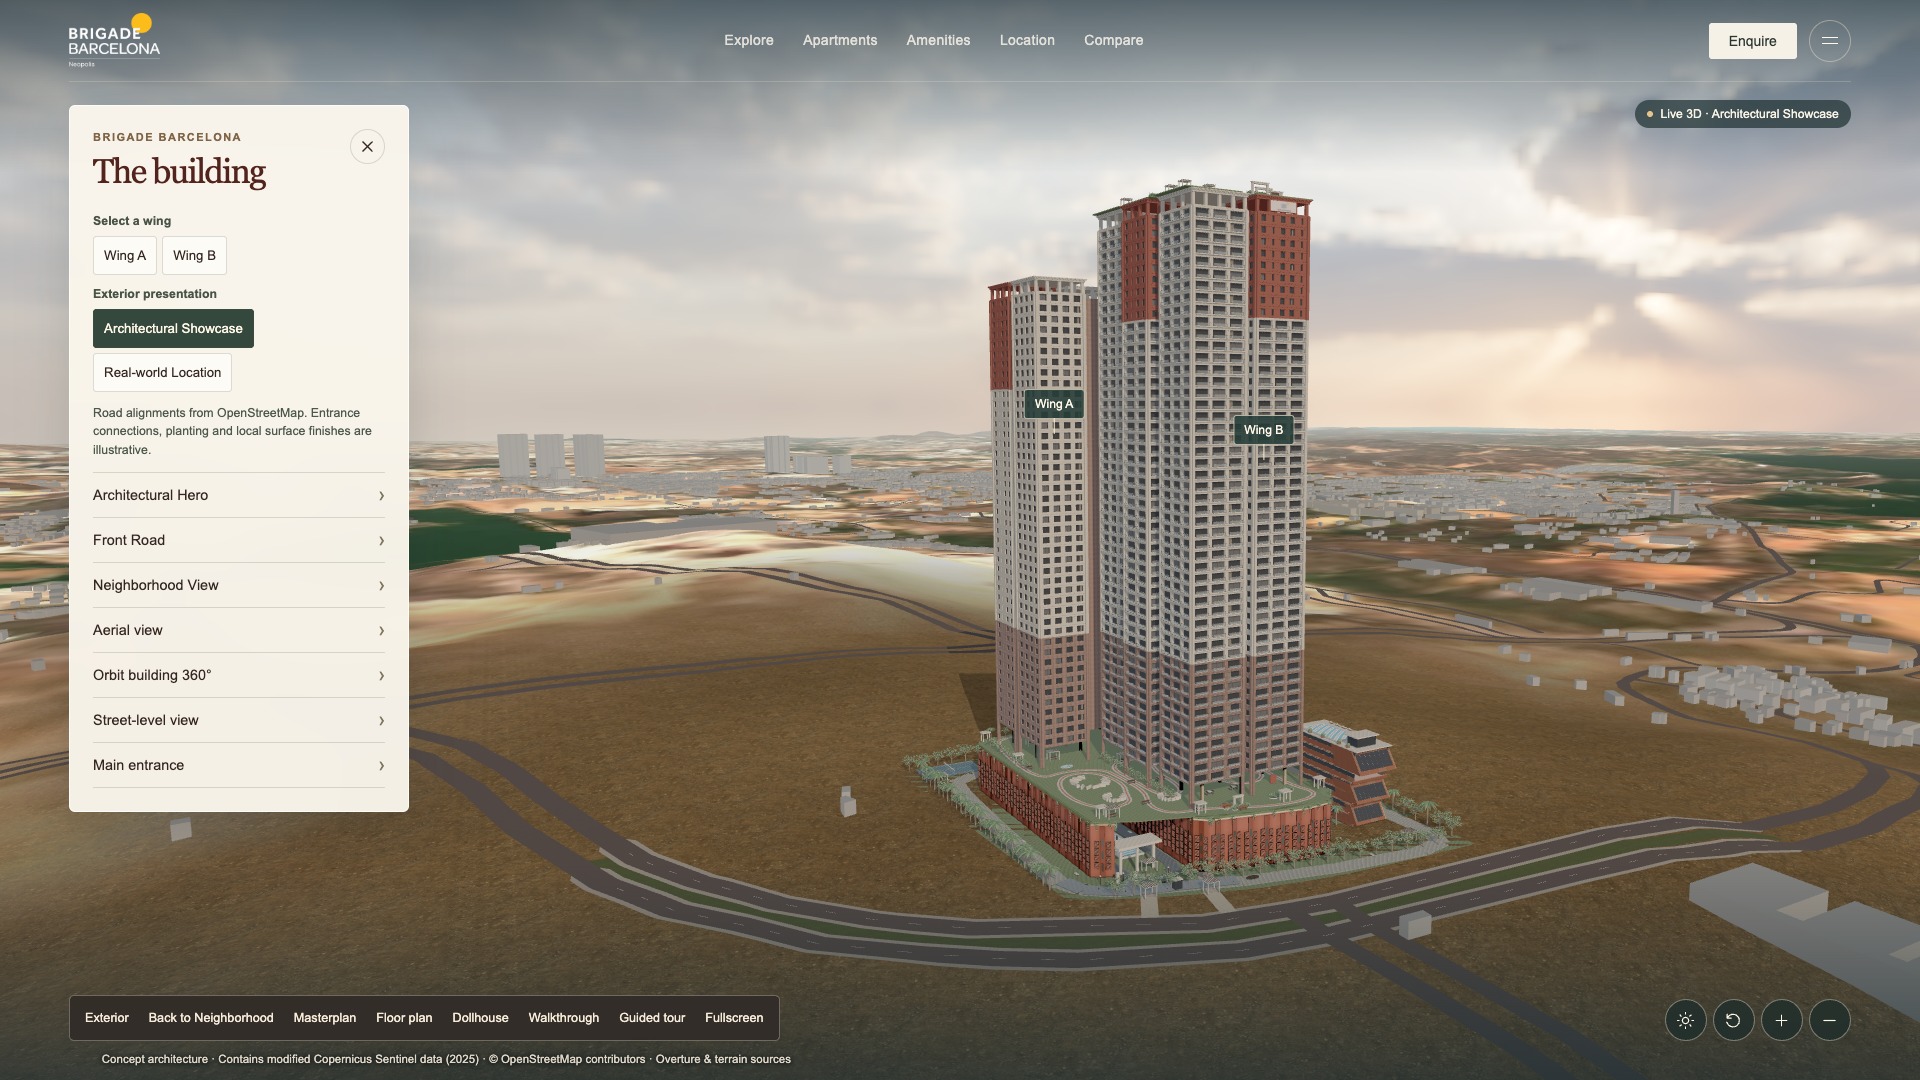 BRIGADE
BARCELONA
Neopolis
Explore
Apartments
Amenities
Location
Compare
Enquire
Live 3D · Architectural Showcase
BRIGADE BARCELONA
The building
Select a wing
Wing A
Wing B
Exterior presentation
Architectural Showcase
Real-world Location
Road alignments from OpenStreetMap. Entrance
connections, planting and local surface finishes are
illustrative.
Architectural Hero
Front Road
Neighborhood View
Aerial view
Orbit building 360°
Street-level view
Main entrance
Wing A
Wing B
Exterior
Back to Neighborhood
Masterplan
Floor plan
Dollhouse
Walkthrough
Guided tour
Fullscreen
Concept architecture · Contains modified Copernicus Sentinel data (2025) · © OpenStreetMap contributors · Overture & terrain sources